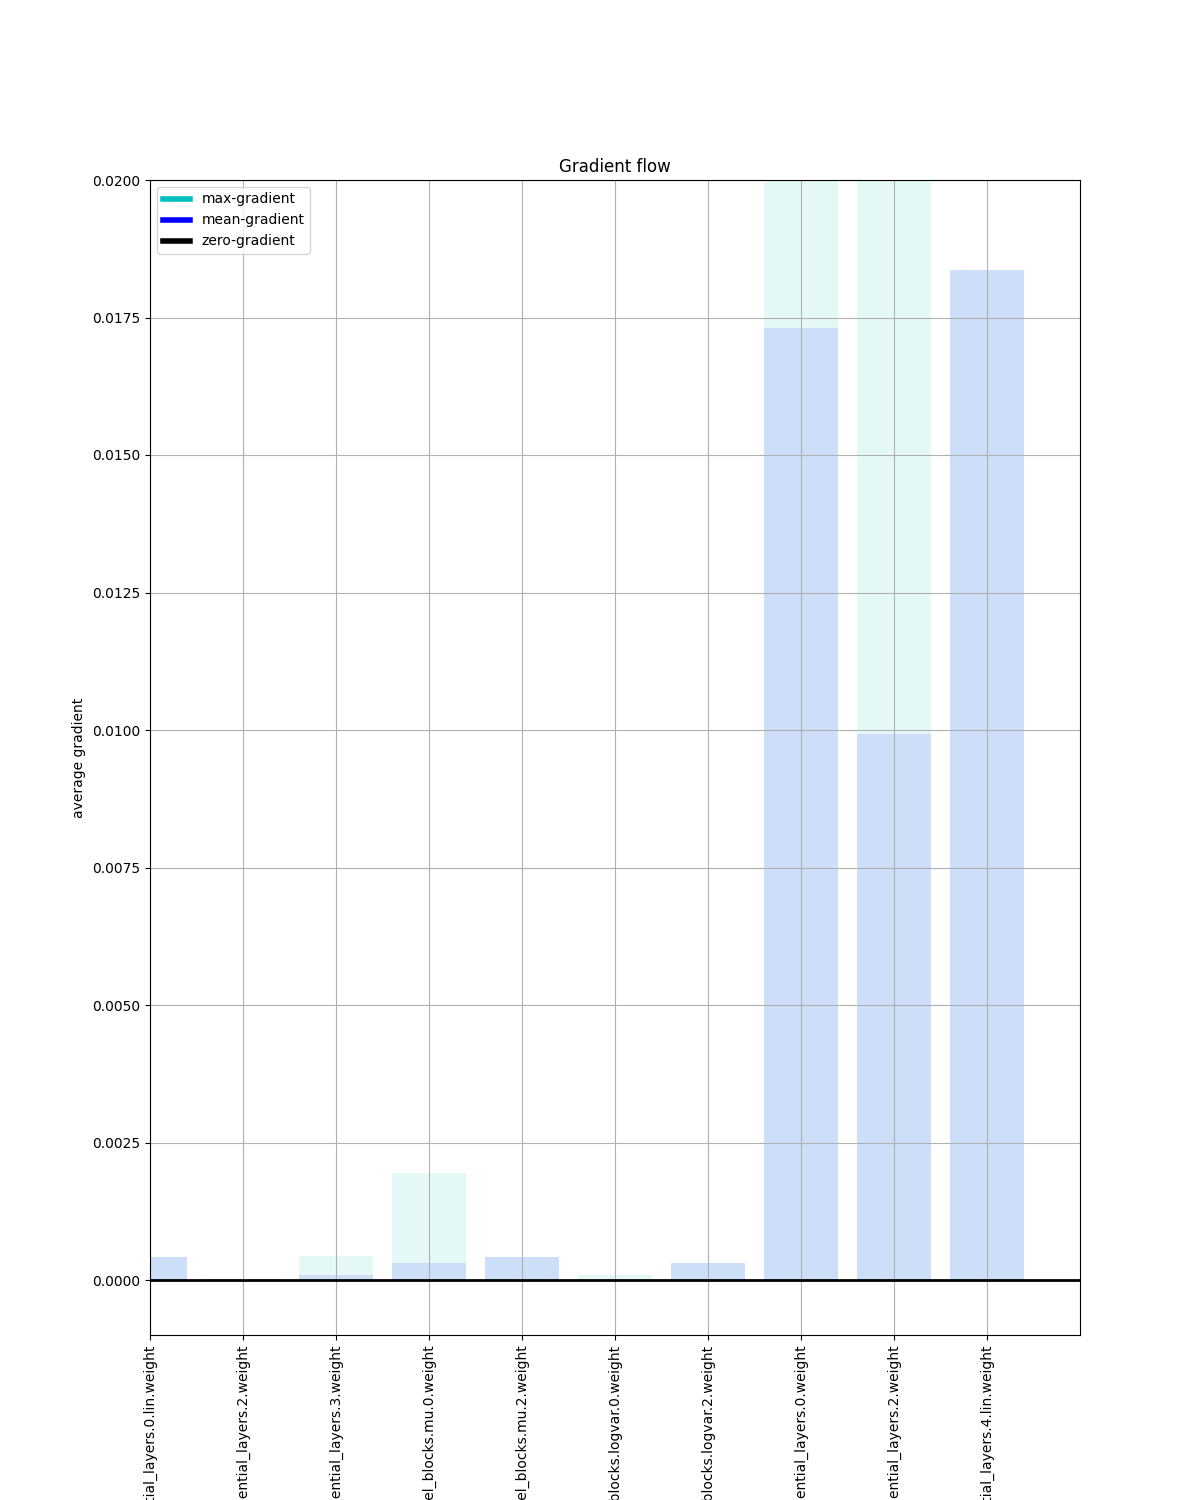 Gradient flow
max-gradient
mean-gradient
zero-gradient
0.0200
0.0175
0.0150
0.0125
0.0100
0.0075
0.0050
0.0025
0.0000
average gradient
tial_layers.0.lin.weight
ential_layers.2.weight
ential_layers.3.weight
el_blocks.mu.0.weight
el_blocks.mu.2.weight
blocks.logvar.0.weight
blocks.logvar.2.weight
ential_layers.0.weight
ential_layers.2.weight
tial_layers.4.lin.weight